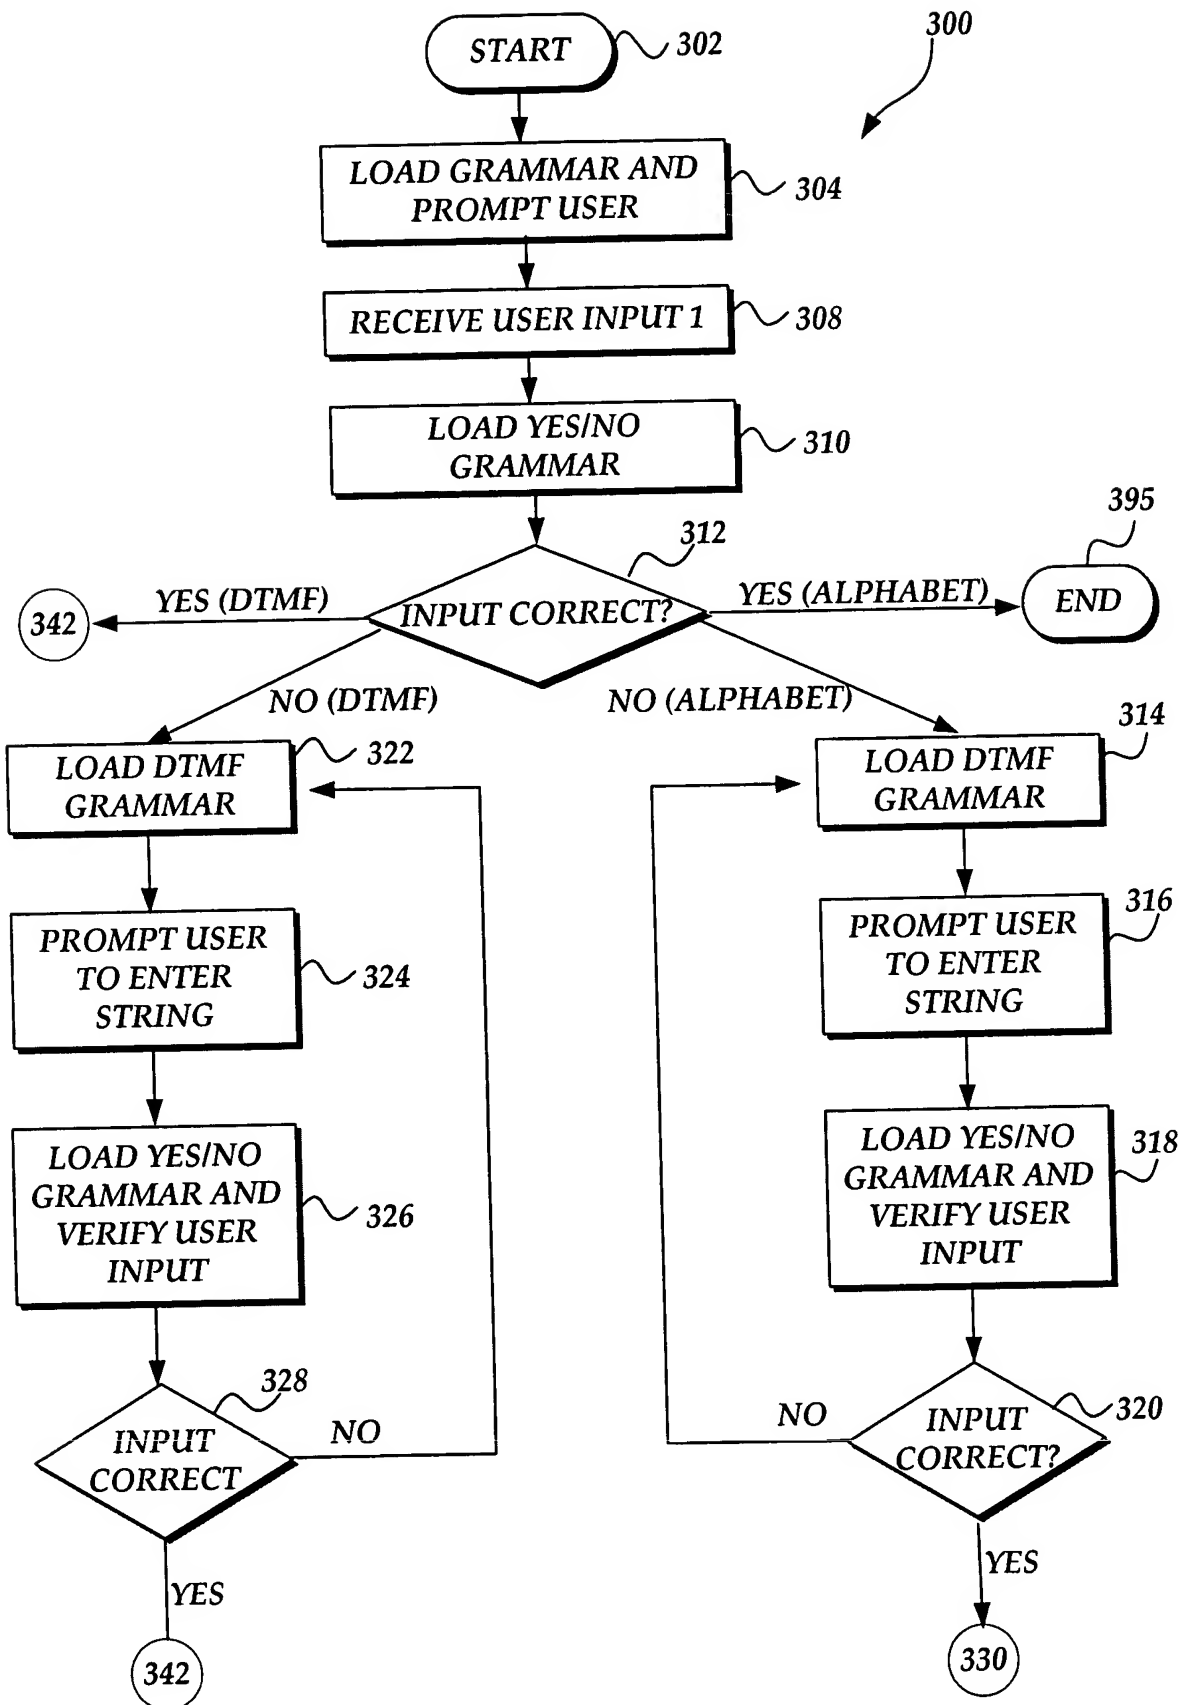 START
302
300
LOAD GRAMMAR AND
PROMPT USER
304
RECEIVE USER INPUT 1
308
LOAD YES/NO
GRAMMAR
310
312
395
342
YES (DTMF)
INPUT CORRECT?
YES (ALPHABET)
END
NO (DTMF)
NO (ALPHABET)
LOAD DTMF
GRAMMAR
322
LOAD DTMF
GRAMMAR
314
PROMPT USER
TO ENTER
STRING
324
PROMPT USER
TO ENTER
STRING
316
LOAD YES/NO
GRAMMAR AND
VERIFY USER
INPUT
326
LOAD YES/NO
GRAMMAR AND
VERIFY USER
INPUT
318
328
INPUT
CORRECT
NO
NO
INPUT
CORRECT?
320
YES
YES
342
330